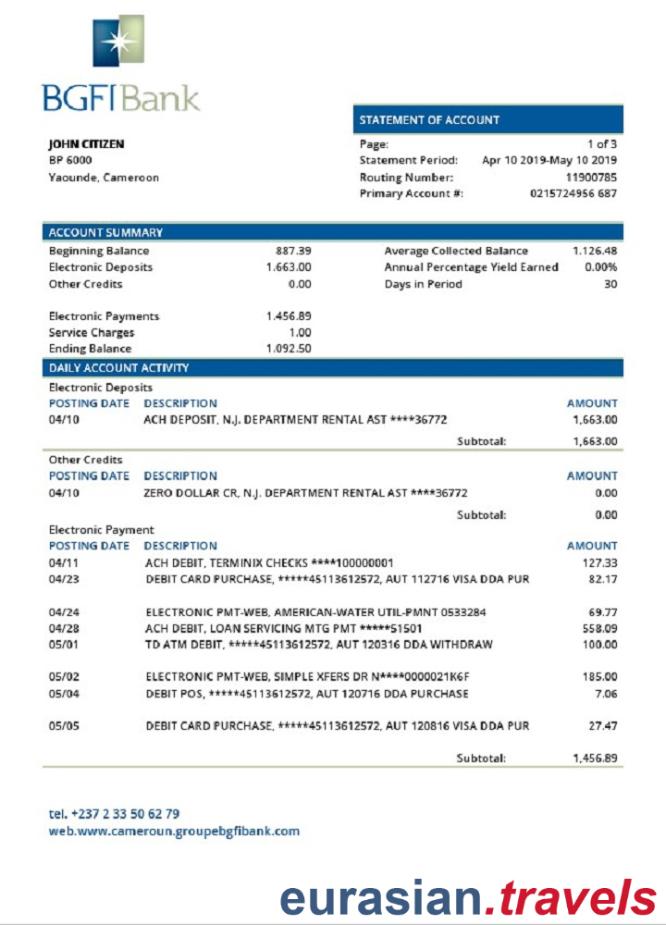 BGFIBank
STATEMENT OF ACCOUNT
JOHN CITIZEN
BP 6000
Yaounde, Cameroon
Page: 1 of 3
Statement Period: Apr 10 2019-May 10 2019
Routing Number: 11900785
Primary Account #: 0215724956 687
ACCOUNT SUMMARY
Beginning Balance 887.39 Average Collected Balance 1.126.48
Electronic Deposits 1.663.00 Annual Percentage Yield Earned 0.00%
Other Credits 0.00 Days in Period 30
Electronic Payments 1.456.89
Service Charges 1.00
Ending Balance 1.092.50
DAILY ACCOUNT ACTIVITY
Electronic Deposits
POSTING DATE DESCRIPTION AMOUNT
04/10 ACH DEPOSIT, N.J. DEPARTMENT RENTAL AST ****36772 1,663.00
Subtotal: 1,663.00
Other Credits
POSTING DATE DESCRIPTION AMOUNT
04/10 ZERO DOLLAR CR, N.J. DEPARTMENT RENTAL AST ****36772 0.00
Subtotal: 0.00
Electronic Payment
POSTING DATE DESCRIPTION AMOUNT
04/11 ACH DEBIT, TERMINIX CHECKS ****100000001 127.33
04/23 DEBIT CARD PURCHASE, *****45113612572, AUT 112716 VISA DDA PUR 82.17
04/24 ELECTRONIC PMT-WEB, AMERICAN-WATER UTIL-PMNT 0533284 69.77
04/28 ACH DEBIT, LOAN SERVICING MTG PMT *****51501 558.09
05/01 TD ATM DEBIT, *****45113612572, AUT 120316 DDA WITHDRAW 100.00
05/02 ELECTRONIC PMT-WEB, SIMPLE XFERS DR N****0000021K6F 185.00
05/04 DEBIT POS, *****45113612572, AUT 120716 DDA PURCHASE 7.06
05/05 DEBIT CARD PURCHASE, *****45113612572, AUT 120816 VISA DDA PUR 27.47
Subtotal: 1,456.89
tel. +237 2 33 50 62 79
web.www.cameroun.groupebgfibank.com
eurasian.travels